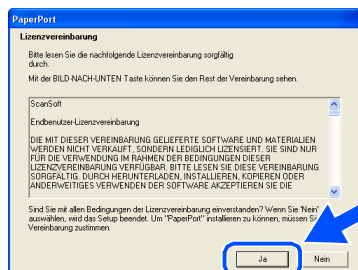 PaperPort
Lizenzvereinbarung
Bitte lesen Sie die nachfolgende Lizenzvereinbarung sorgfältig
durch.
Mit der BILD-NACH-UNTEN Taste können Sie den Rest der Vereinbarung sehen.
ScanSoft
Endbenutzer-Lizenzvereinbarung
DIE MIT DIESER VEREINBARUNG GELIEFERTE SOFTWARE UND MATERIALIEN
WERDEN NICHT VERKAUFT, SONDERN LEDIGLICH LIZENSIERT. SIE SIND NUR
FÜR DIE VERWENDUNG IM RAHMEN DER BEDINGUNGEN DIESER
LIZENZVEREINBARUNG VERFÜGBAR. BITTE LESEN SIE DIESE VEREINBARUNG
SORGFÄLTIG. DURCH HERUNTERLADEN, INSTALLIEREN, KOPIEREN ODER
ANDERWEITIGES VERWENDEN DER SOFTWARE AKZEPTIEREN SIE DIE
Sind Sie mit allen Bedingungen der Lizenzvereinbarung einverstanden? Wenn Sie 'Nein'
auswählen, wird das Setup beendet. Um "PaperPort" installieren zu können, müssen
Vereinbarung zustimmen.
Ja
Nein